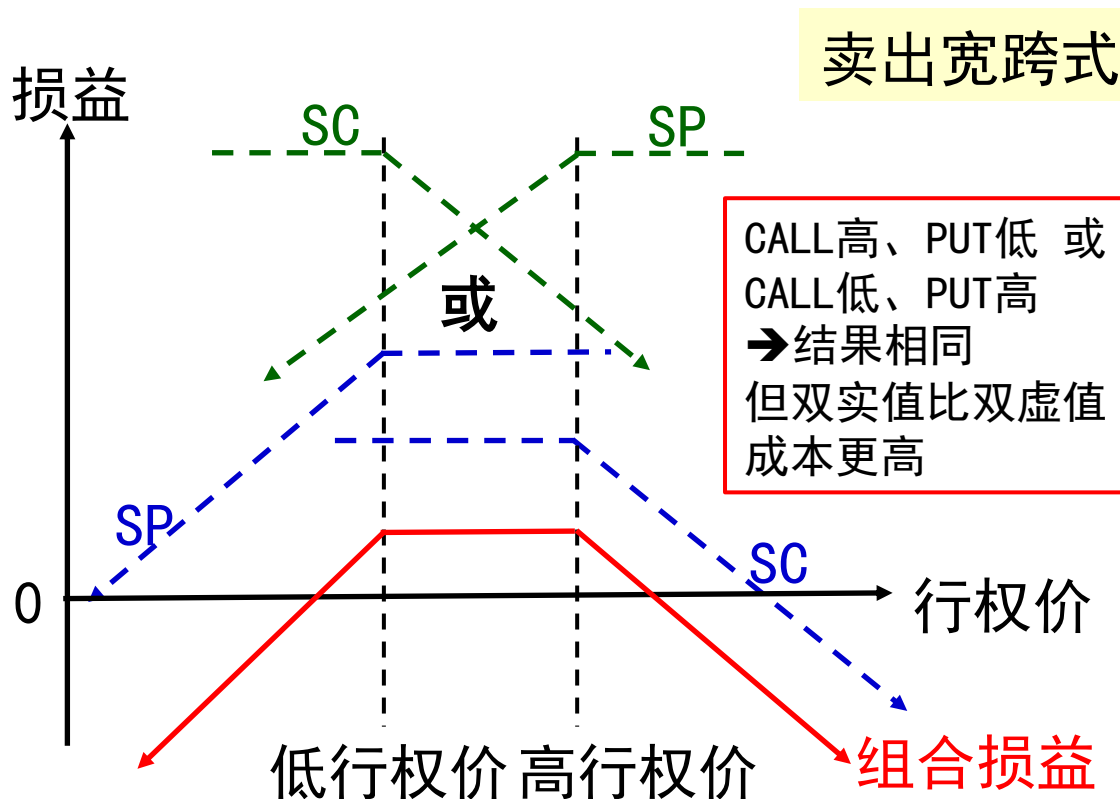 卖出宽跨式
损益
SC
SP
CALL高、PUT低 或
CALL低、PUT高
➔结果相同
但双实值比双虚值
成本更高
或
SP
SC
0
行权价
低行权价
高行权价
组合损益